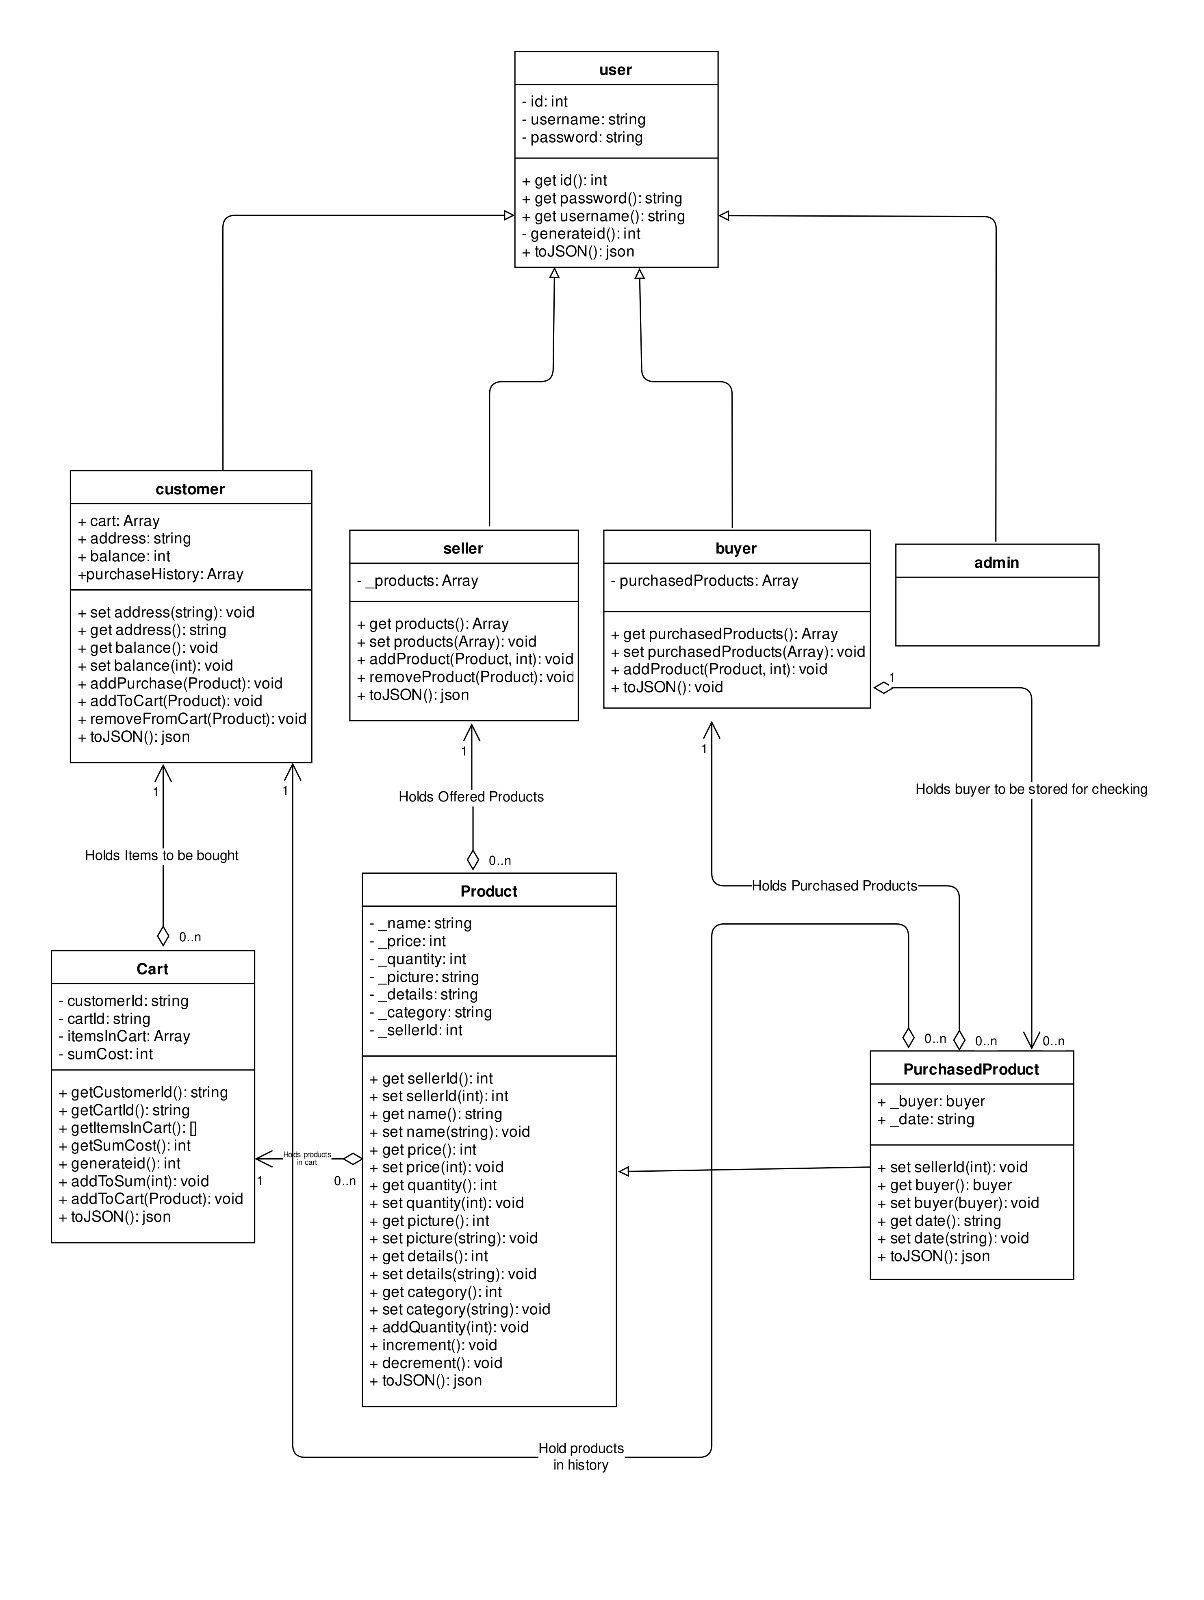 user
- id: int
- username: string
- password: string
+ get id(): int
+ get password(): string
+ get username(): string
- generateid(): int
+ toJSON(): json
customer
+ cart: Array
+ address: string
+ balance: int
+purchaseHistory: Array
+ set address(string): void
+ get address(): string
+ get balance(): void
+ set balance(int): void
+ addPurchase(Product): void
+ addToCart(Product): void
+ removeFromCart(Product): void
+ toJSON(): json
seller
- _products: Array
+ get products(): Array
+ set products(Array): void
+ addProduct(Product, int): void
+ removeProduct(Product): void
+ toJSON(): json
buyer
- purchasedProducts: Array
+ get purchasedProducts(): Array
+ set purchasedProducts(Array): void
+ addProduct(Product, int): void
+ toJSON(): void
admin
1
1
1
1
1
Holds buyer to be stored for checking
Holds Offered Products
Holds Items to be bought
0..n
0..n
Holds Purchased Products
Cart
- customerId: string
- cartId: string
- itemsInCart: Array
- sumCost: int
+ getCustomerId(): string
+ getCartId(): string
+ getItemsInCart(): []
+ getSumCost(): int
+ generateid(): int
+ addToSum(int): void
+ addToCart(Product): void
+ toJSON(): json
Holds products
in cart
1
0..n
Product
- _name: string
- _price: int
- _quantity: int
- _picture: string
- _details: string
- _category: string
- _sellerId: int
+ get sellerId(): int
+ set sellerId(int): int
+ get name(): string
+ set name(string): void
+ get price(): int
+ set price(int): void
+ get quantity(): int
+ set quantity(int): void
+ get picture(): int
+ set picture(string): void
+ get details(): int
+ set details(string): void
+ get category(): int
+ set category(string): void
+ addQuantity(int): void
+ increment(): void
+ decrement(): void
+ toJSON(): json
0..n
0..n
0..n
PurchasedProduct
+ _buyer: buyer
+ _date: string
+ set sellerId(int): void
+ get buyer(): buyer
+ set buyer(buyer): void
+ get date(): string
+ set date(string): void
+ toJSON(): json
Hold products
in history